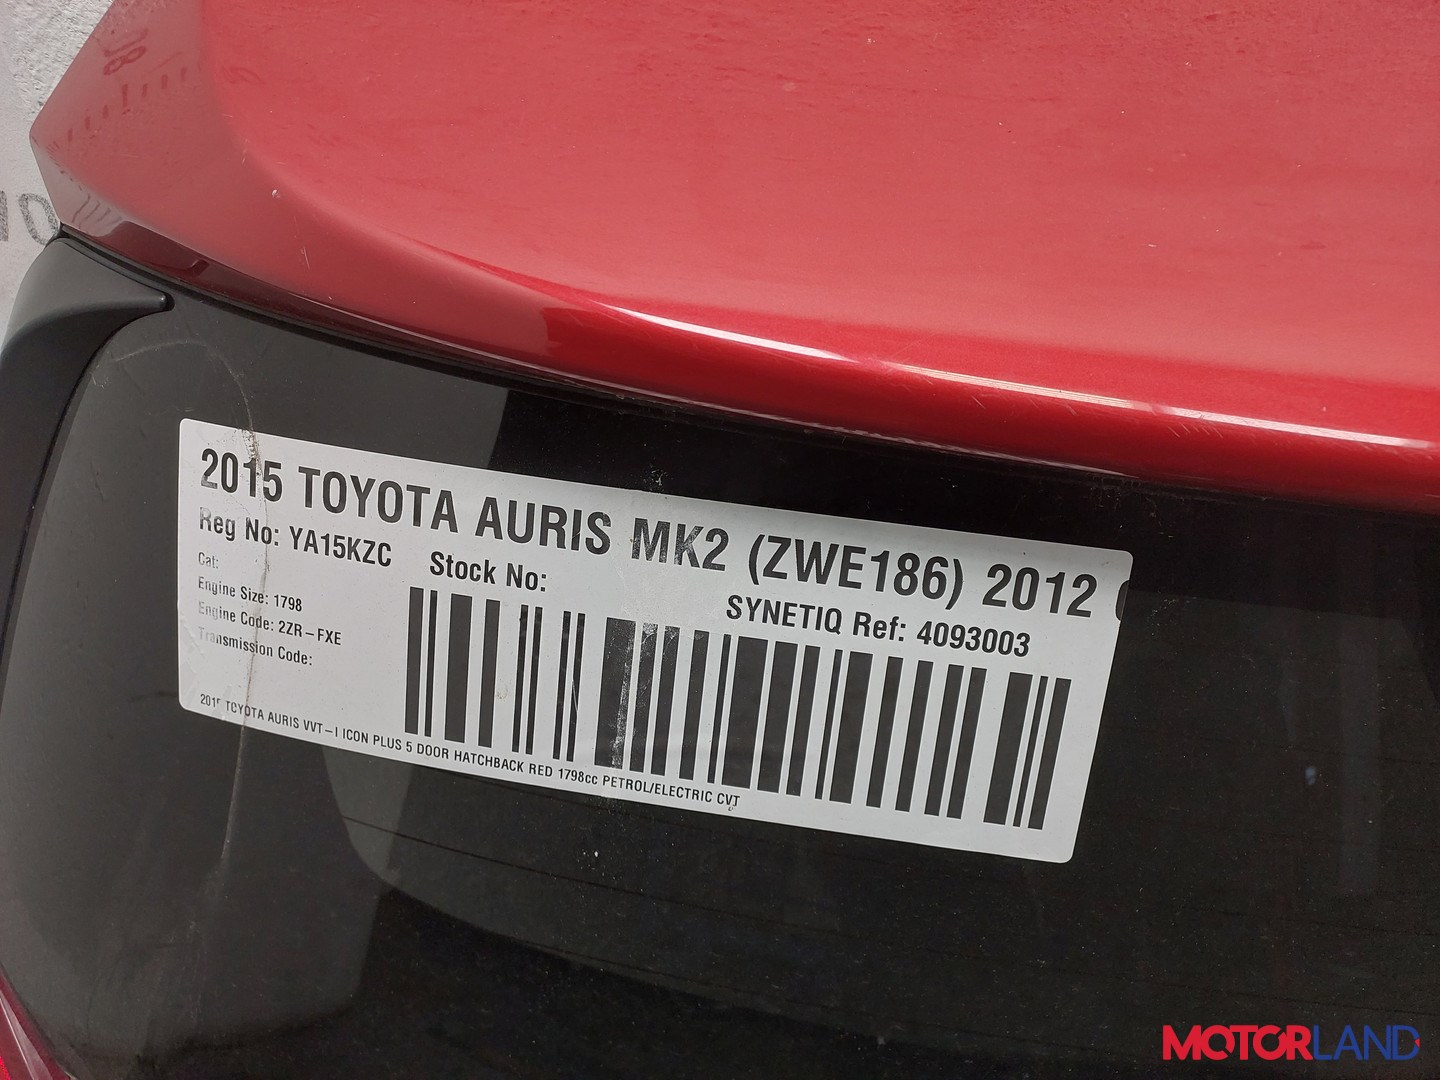 2015 TOYOTA AURIS MK2 (ZWE186) 2012
Reg No: YA15KZC Stock No:
SYNETIQ Ref: 4093003
Cat:
Engine Size: 1798
Engine Code: 2ZR-FXE
Transmission Code:
2015 TOYOTA AURIS VVT-I ICON PLUS 5 DOOR HATCHBACK RED 1798cc PETROL/ELECTRIC CVT
MOTORLAND